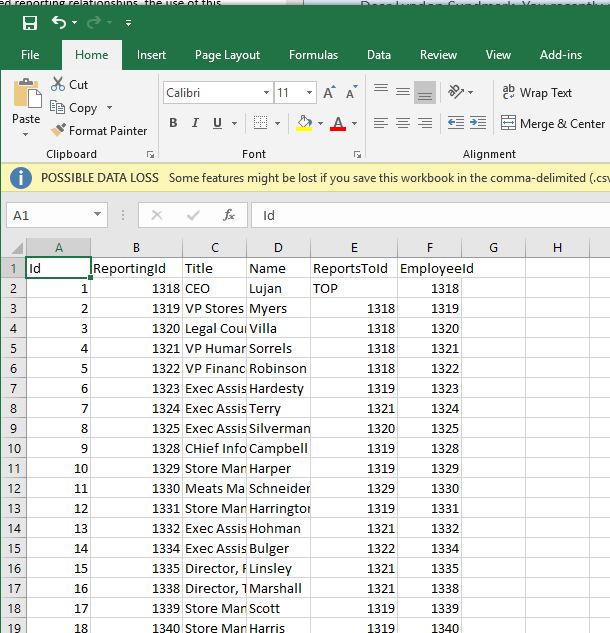 ed reporting relationships, the use of this
Dear Lyndon Sundmark, You recently
File Home Insert Page Layout Formulas Data Review View Add-ins
Cut
Copy
Format Painter
Paste
Calibri 11 A A
B I U A
ab Wrap Text
Merge & Center
Clipboard Font Alignment
POSSIBLE DATA LOSS Some features might be lost if you save this workbook in the comma-delimited (.csv
A1 fx Id
A B C D E F G H
1 Id ReportingId Title Name ReportsToId EmployeeId
2 1 1318 CEO Lujan TOP 1318
3 2 1319 VP Stores Myers 1318 1319
4 3 1320 Legal Cou Villa 1318 1320
5 4 1321 VP Human Sorrels 1318 1321
6 5 1322 VP Financ Robinson 1318 1322
7 6 1323 Exec Assis Hardesty 1319 1323
8 7 1324 Exec Assis Terry 1321 1324
9 8 1325 Exec Assis Silverman 1320 1325
10 9 1328 CHief Info Campbell 1319 1328
11 10 1329 Store Man Harper 1319 1329
12 11 1330 Meats Ma Schneider 1329 1330
13 12 1331 Store Man Harrington 1319 1331
14 13 1332 Exec Assis Hohman 1321 1332
15 14 1334 Exec Assis Bulger 1322 1334
16 15 1335 Director, F Linsley 1321 1335
17 16 1338 Director, T Marshall 1321 1338
18 17 1339 Store Man Scott 1319 1339
19 18 1340 Store Man Harris 1319 1340